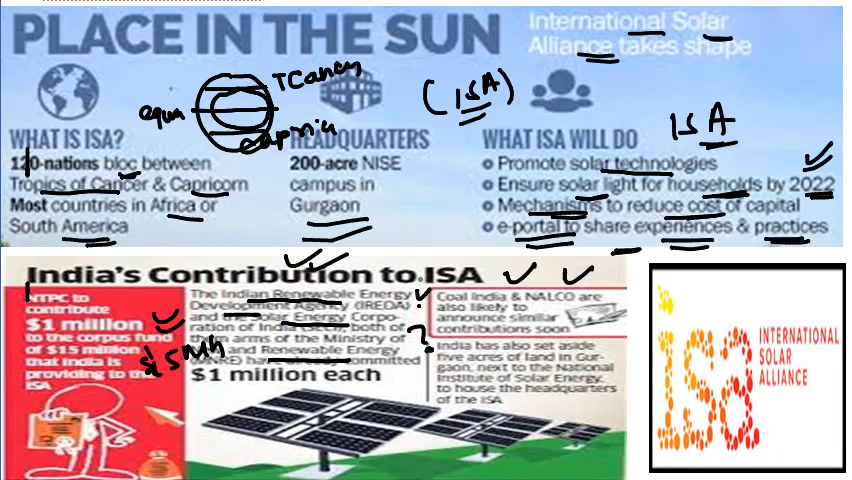 PLACE IN THE SUN
International Solar
Alliance takes shape
TCancer
equa
capricu
(ISA)
ISA
WHAT IS ISA?
120-nations bloc between
Tropics of Cancer & Capricorn
Most countries in Africa or
South America
HEADQUARTERS
200-acre NISE
campus in
Gurgaon
WHAT ISA WILL DO
Promote solar technologies
Ensure solar light for households by 2022
Mechanisms to reduce cost of capital
e-portal to share experiences & practices
India's Contribution to ISA
NTPC to
contribute
$1 million
to the corpus fund
of $15 million
that India is
providing to the
ISA
$15 Mn
The Indian Renewable Energy
Development Agency (IREDA)
and the Solar Energy Corpo-
ration of India both of
them arms of the Ministry of
and Renewable Energy
(MNRE) have committed
$1 million each
?
Coal India & NALCO are
also likely to
announce similar
contributions soon
India has also set aside
five acres of land in Gur-
gaon, next to the National
Institute of Solar Energy,
to house the headquarters
of the ISA
isa
INTERNATIONAL
SOLAR
ALLIANCE